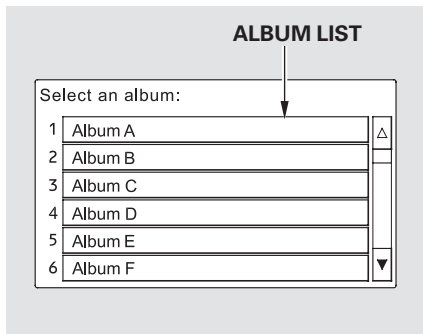 ALBUM LIST
Select an album:
1 Album A
2 Album B
3 Album C
4 Album D
5 Album E
6 Album F